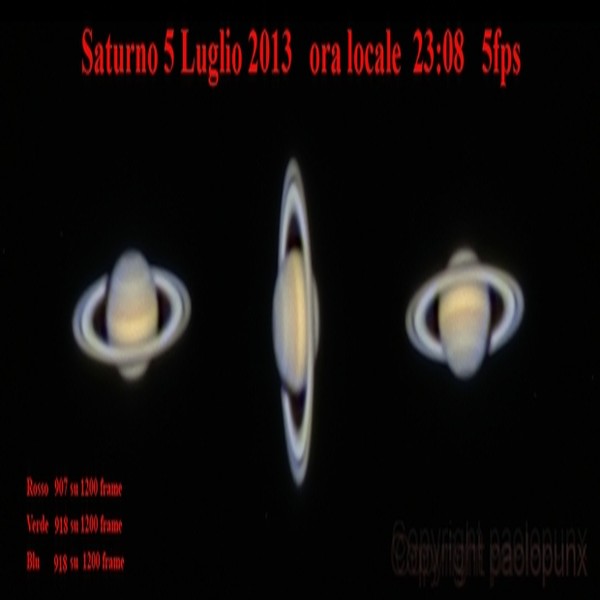 Saturno 5 Luglio 2013 ora locale 23:08 5fps
Rosso 907 su 1200 frame
Verde 918 su 1200 frame
Blu 918 su 1200 frame
Copyright paolopunx